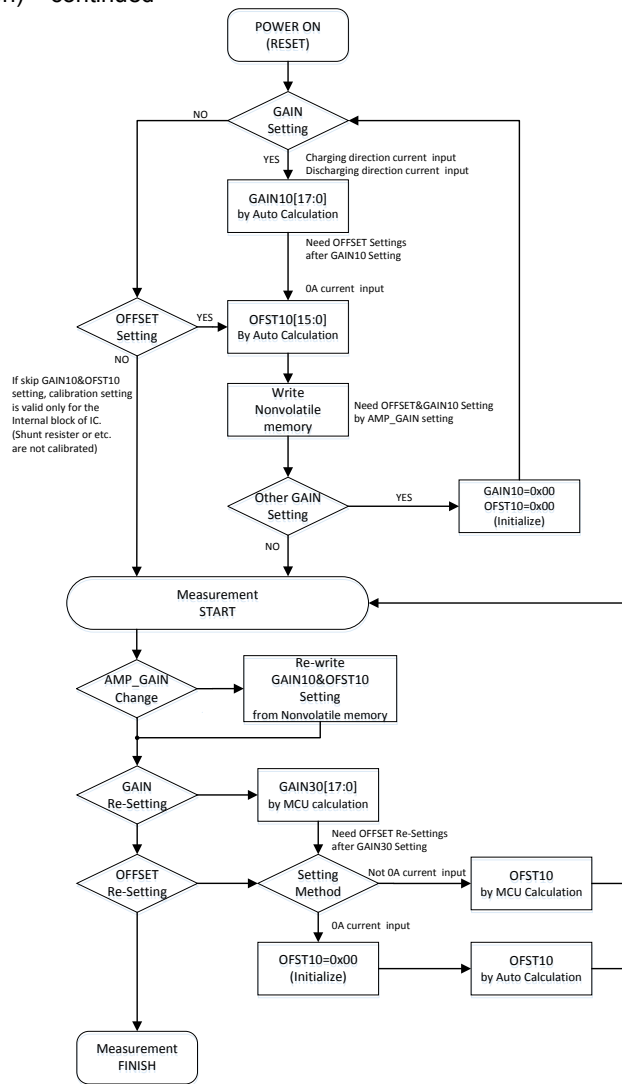 n) – continued
POWER ON
(RESET)
GAIN
Setting
NO
YES
Charging direction current input
Discharging direction current input
GAIN10[17:0]
by Auto Calculation
Need OFFSET Settings
after GAIN10 Setting
0A current input
OFFSET
Setting
YES
OFST10[15:0]
By Auto Calculation
NO
If skip GAIN10&OFST10
setting, calibration setting
is valid only for the
Internal block of IC.
(Shunt resister or etc.
are not calibrated)
Write
Nonvolatile
memory
Need OFFSET&GAIN10 Setting
by AMP_GAIN setting
Other GAIN
Setting
YES
GAIN10=0x00
OFST10=0x00
(Initialize)
NO
Measurement
START
AMP_GAIN
Change
Re-write
GAIN10&OFST10
Setting
from Nonvolatile memory
GAIN
Re-Setting
GAIN30[17:0]
by MCU calculation
Need OFFSET Re-Settings
after GAIN30 Setting
OFFSET
Re-Setting
Setting
Method
Not 0A current input
OFST10
by MCU Calculation
0A current input
OFST10=0x00
(Initialize)
OFST10
by Auto Calculation
Measurement
FINISH